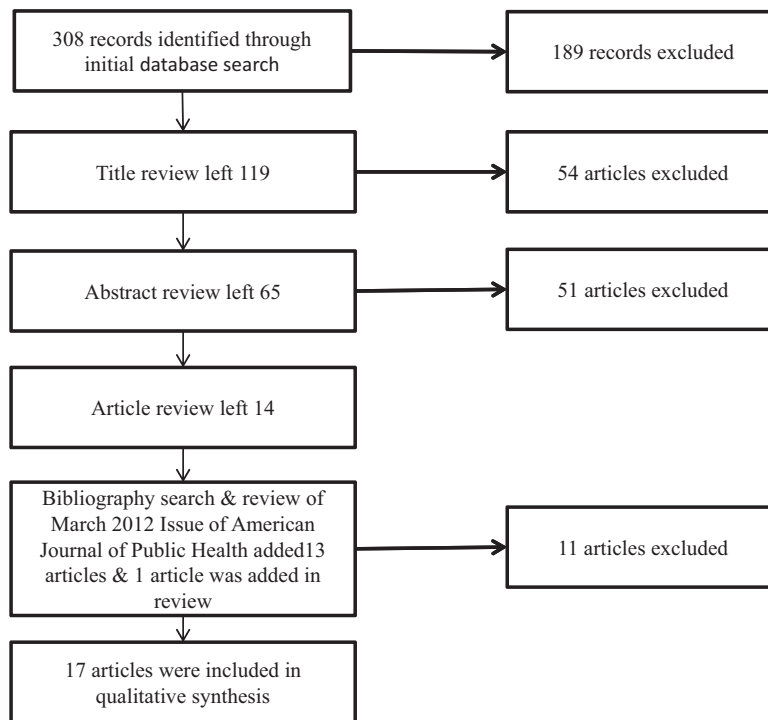 308 records identified through
initial database search
189 records excluded
Title review left 119
54 articles excluded
Abstract review left 65
51 articles excluded
Article review left 14
Bibliography search & review of
March 2012 Issue of American
Journal of Public Health added13
articles & 1 article was added in
review
11 articles excluded
17 articles were included in
qualitative synthesis